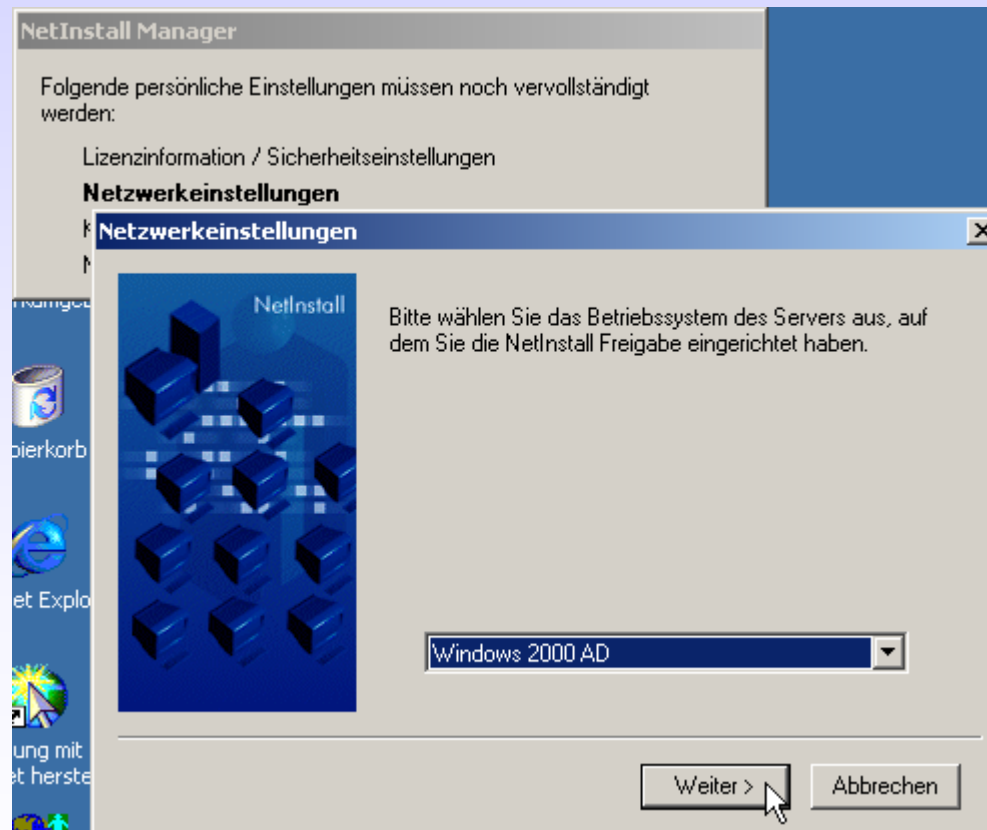 NetInstall Manager
Folgende persönliche Einstellungen müssen noch vervollständigt
werden:
Lizenzinformation / Sicherheitseinstellungen
Netzwerkeinstellungen
Netzwerkeinstellungen
NetInstall
Bitte wählen Sie das Betriebssystem des Servers aus, auf
dem Sie die NetInstall Freigabe eingerichtet haben.
pierkorb
et Explo
Windows 2000 AD
ung mit
et herste
Weiter >
Abbrechen